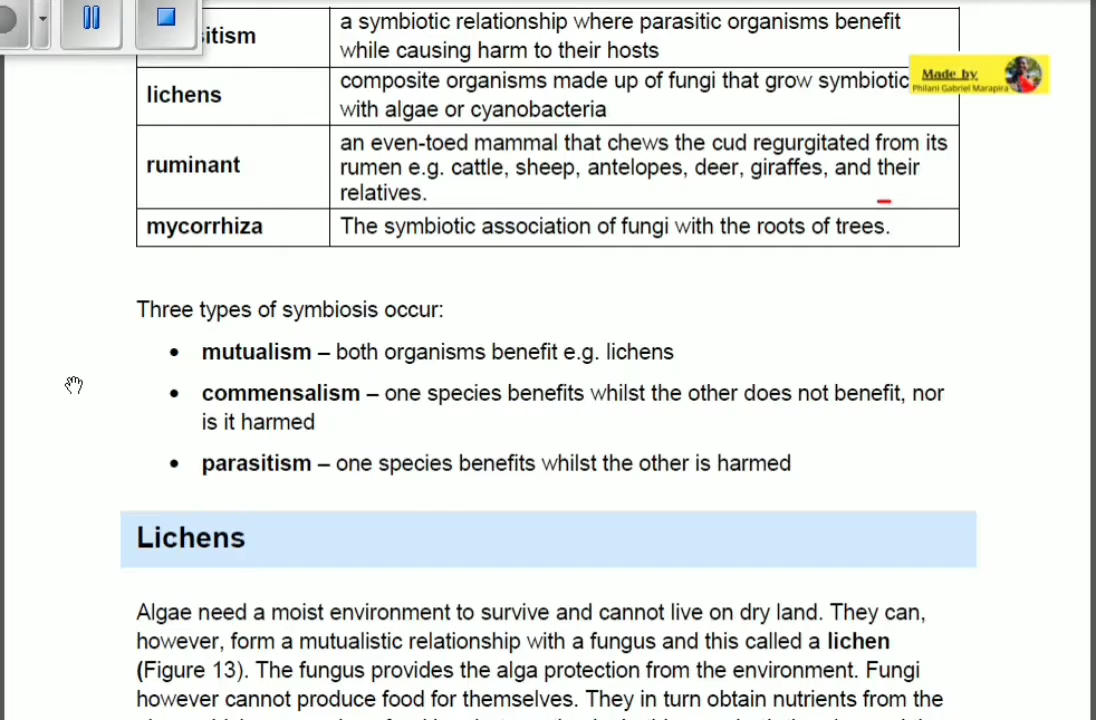 itism
a symbiotic relationship where parasitic organisms benefit
while causing harm to their hosts
lichens
composite organisms made up of fungi that grow symbiotic
with algae or cyanobacteria
Made by
Philani Gabriel Marapira
ruminant
an even-toed mammal that chews the cud regurgitated from its
rumen e.g. cattle, sheep, antelopes, deer, giraffes, and their
relatives.
mycorrhiza
The symbiotic association of fungi with the roots of trees.
Three types of symbiosis occur:
• mutualism – both organisms benefit e.g. lichens
• commensalism – one species benefits whilst the other does not benefit, nor
is it harmed
• parasitism – one species benefits whilst the other is harmed
Lichens
Algae need a moist environment to survive and cannot live on dry land. They can,
however, form a mutualistic relationship with a fungus and this called a lichen
(Figure 13). The fungus provides the alga protection from the environment. Fungi
however cannot produce food for themselves. They in turn obtain nutrients from the